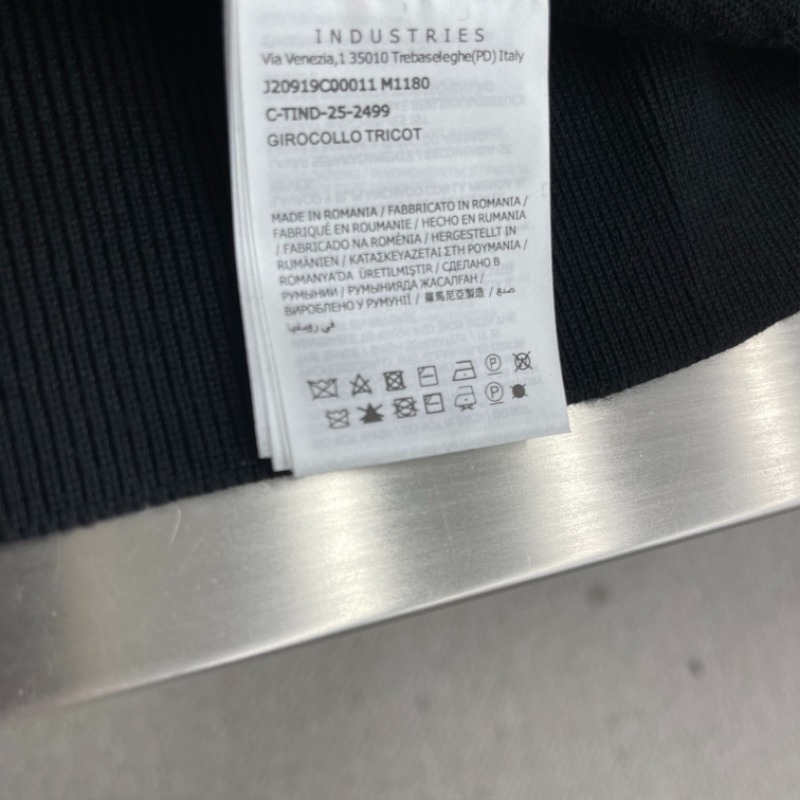 INDUSTRIES
Via Venezia,1 35010 Trebaseleghe(PD) Italy
J20919C00011 M1180
C-TIND-25-2499
GIROCOLLO TRICOT
MADE IN ROMANIA / FABBRICATO IN ROMANIA /
FABRIQUÉ EN ROUMANIE / HECHO EN RUMANIA
/ FABRICADO NA ROMÉNIA / HERGESTELLT IN
RUMÄNIEN / ΚΑΤΑΣΚΕΥΑΖΕΤΑΙ ΣΤΗ ΡΟΥΜΑΝΙΑ /
ROMANYA'DA ÜRETILMIŞTIR / СДЕЛАНО В
РУМЫНИИ / РУМЫНИЯДА ЖАСАЛҒАН /
ВИРОБЛЕНО У РУМУНІЇ / 羅馬尼亞製造 / صنع
في رومانيا